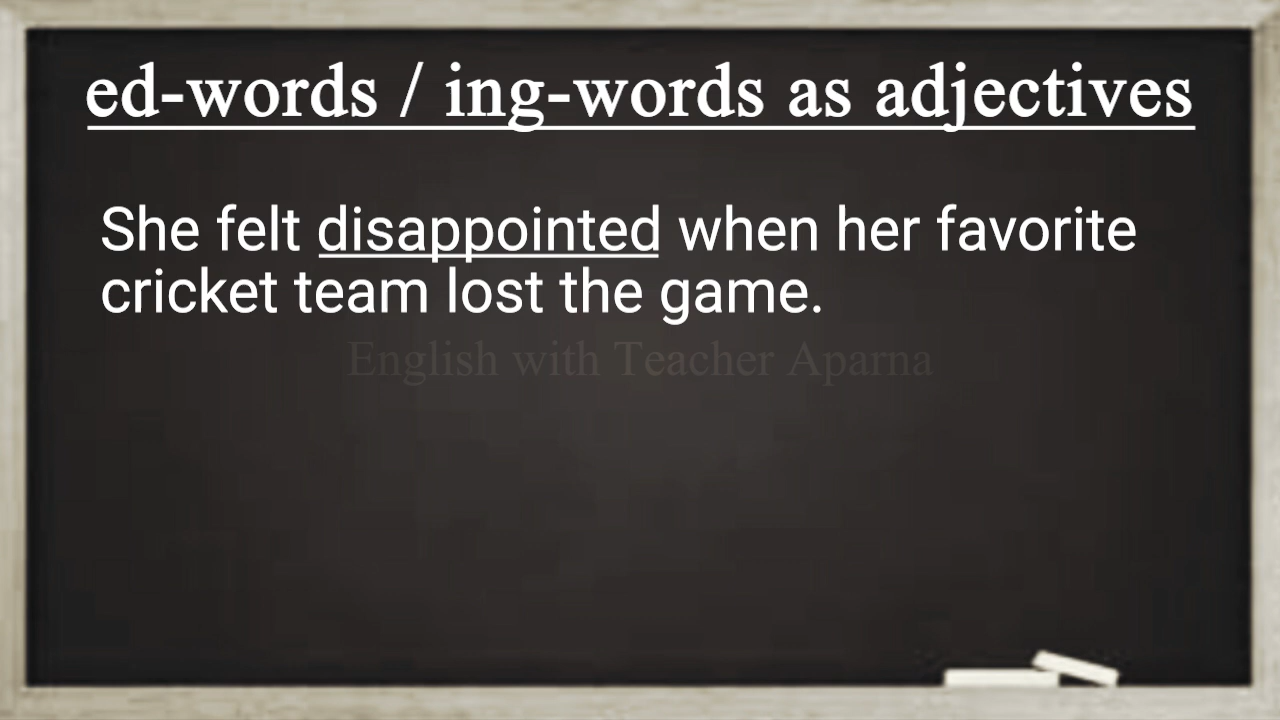 ed-words / ing-words as adjectives
She felt disappointed when her favorite
cricket team lost the game.
English with Teacher Aparna